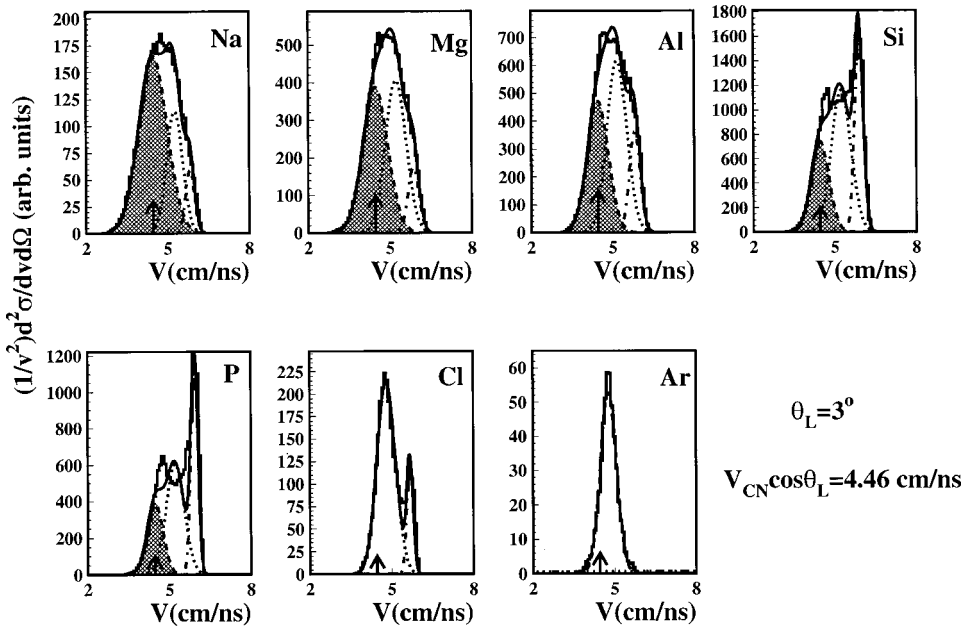 (1/v²)d²σ/dvdΩ (arb. units)
Na
200
175
150
125
100
75
50
25
0
2 5 8
V(cm/ns)
Mg
500
400
300
200
100
0
2 5 8
V(cm/ns)
Al
700
600
500
400
300
200
100
0
2 5 8
V(cm/ns)
Si
1800
1600
1400
1200
1000
800
600
400
200
0
2 5 8
V(cm/ns)
P
1200
1000
800
600
400
200
0
2 5 8
V(cm/ns)
Cl
225
200
175
150
125
100
75
50
25
0
2 5 8
V(cm/ns)
Ar
60
50
40
30
20
10
0
2 5 8
V(cm/ns)
θ_L=3°
V_CN cosθ_L=4.46 cm/ns